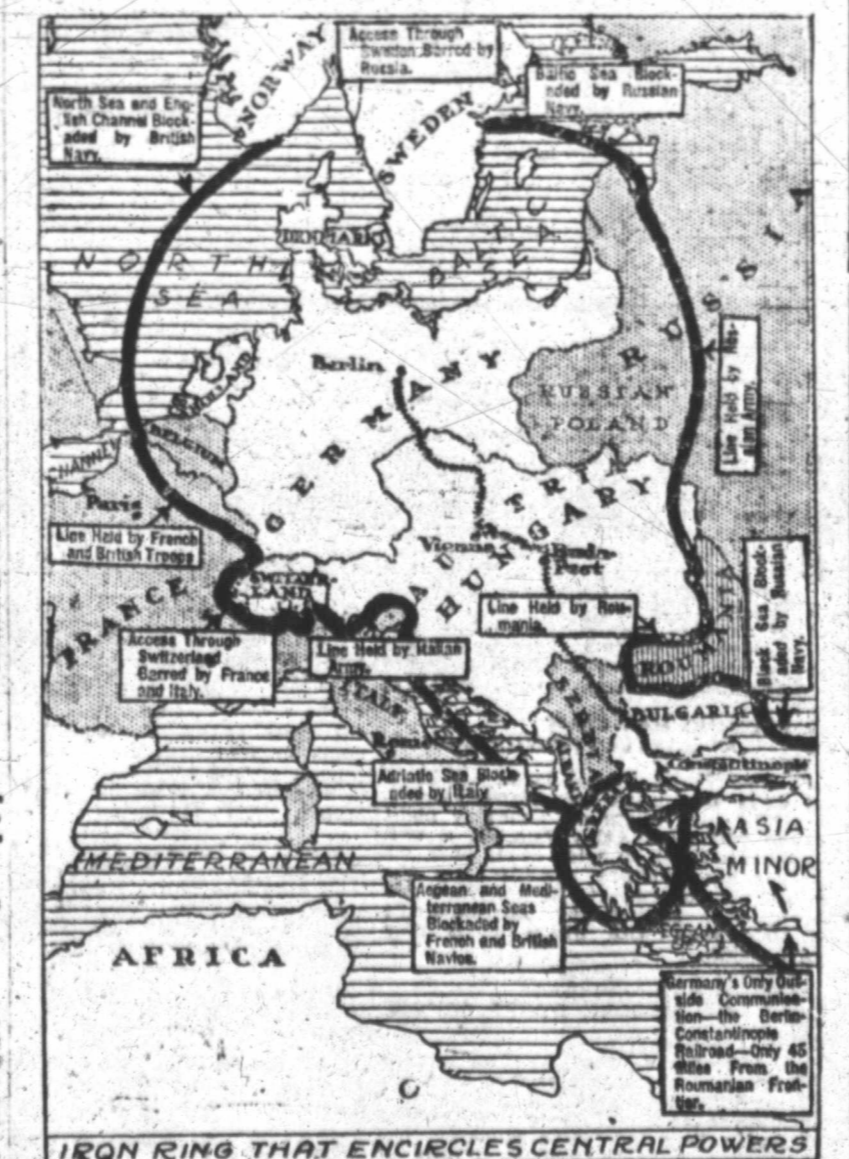 NORWAY
Access Through
Sweden Barred by
Russia.
Baltic Sea Block-
aded by Russian
Navy.
North Sea and Eng-
lish Channel Block-
aded by British
Navy.
SWEDEN
DENMARK
BALTIC
SEA
NORTH
SEA
RUSSIA
HOLLAND
Berlin
GERMANY
RUSSIAN
POLAND
Line Held by Rus-
sian Army.
BELGIUM
CHANNEL
Paris
Line Held by French
and British Troops
AUSTRIA
HUNGARY
Vienna
Buda-
Pest
SWITZER-
LAND
FRANCE
Line Held by Rou-
mania.
Black Sea Block-
aded by Russian
Navy.
Access Through
Switzerland
Barred by France
and Italy.
Line Held by Italian
Army.
ROUMANIA
ITALY
Rome
SERBIA
BULGARIA
Constantinople
Adriatic Sea Block-
aded by Italy
ASIA
MINOR
MEDITERRANEAN
Aegean and Medi-
terranean Seas
Blockaded by
French and British
Navies.
AFRICA
Germany's Only Out-
side Communica-
tion—the Berlin-
Constantinople
Railroad—Only 45
Miles From the
Roumanian Fron-
tier.
IRON RING THAT ENCIRCLES CENTRAL POWERS